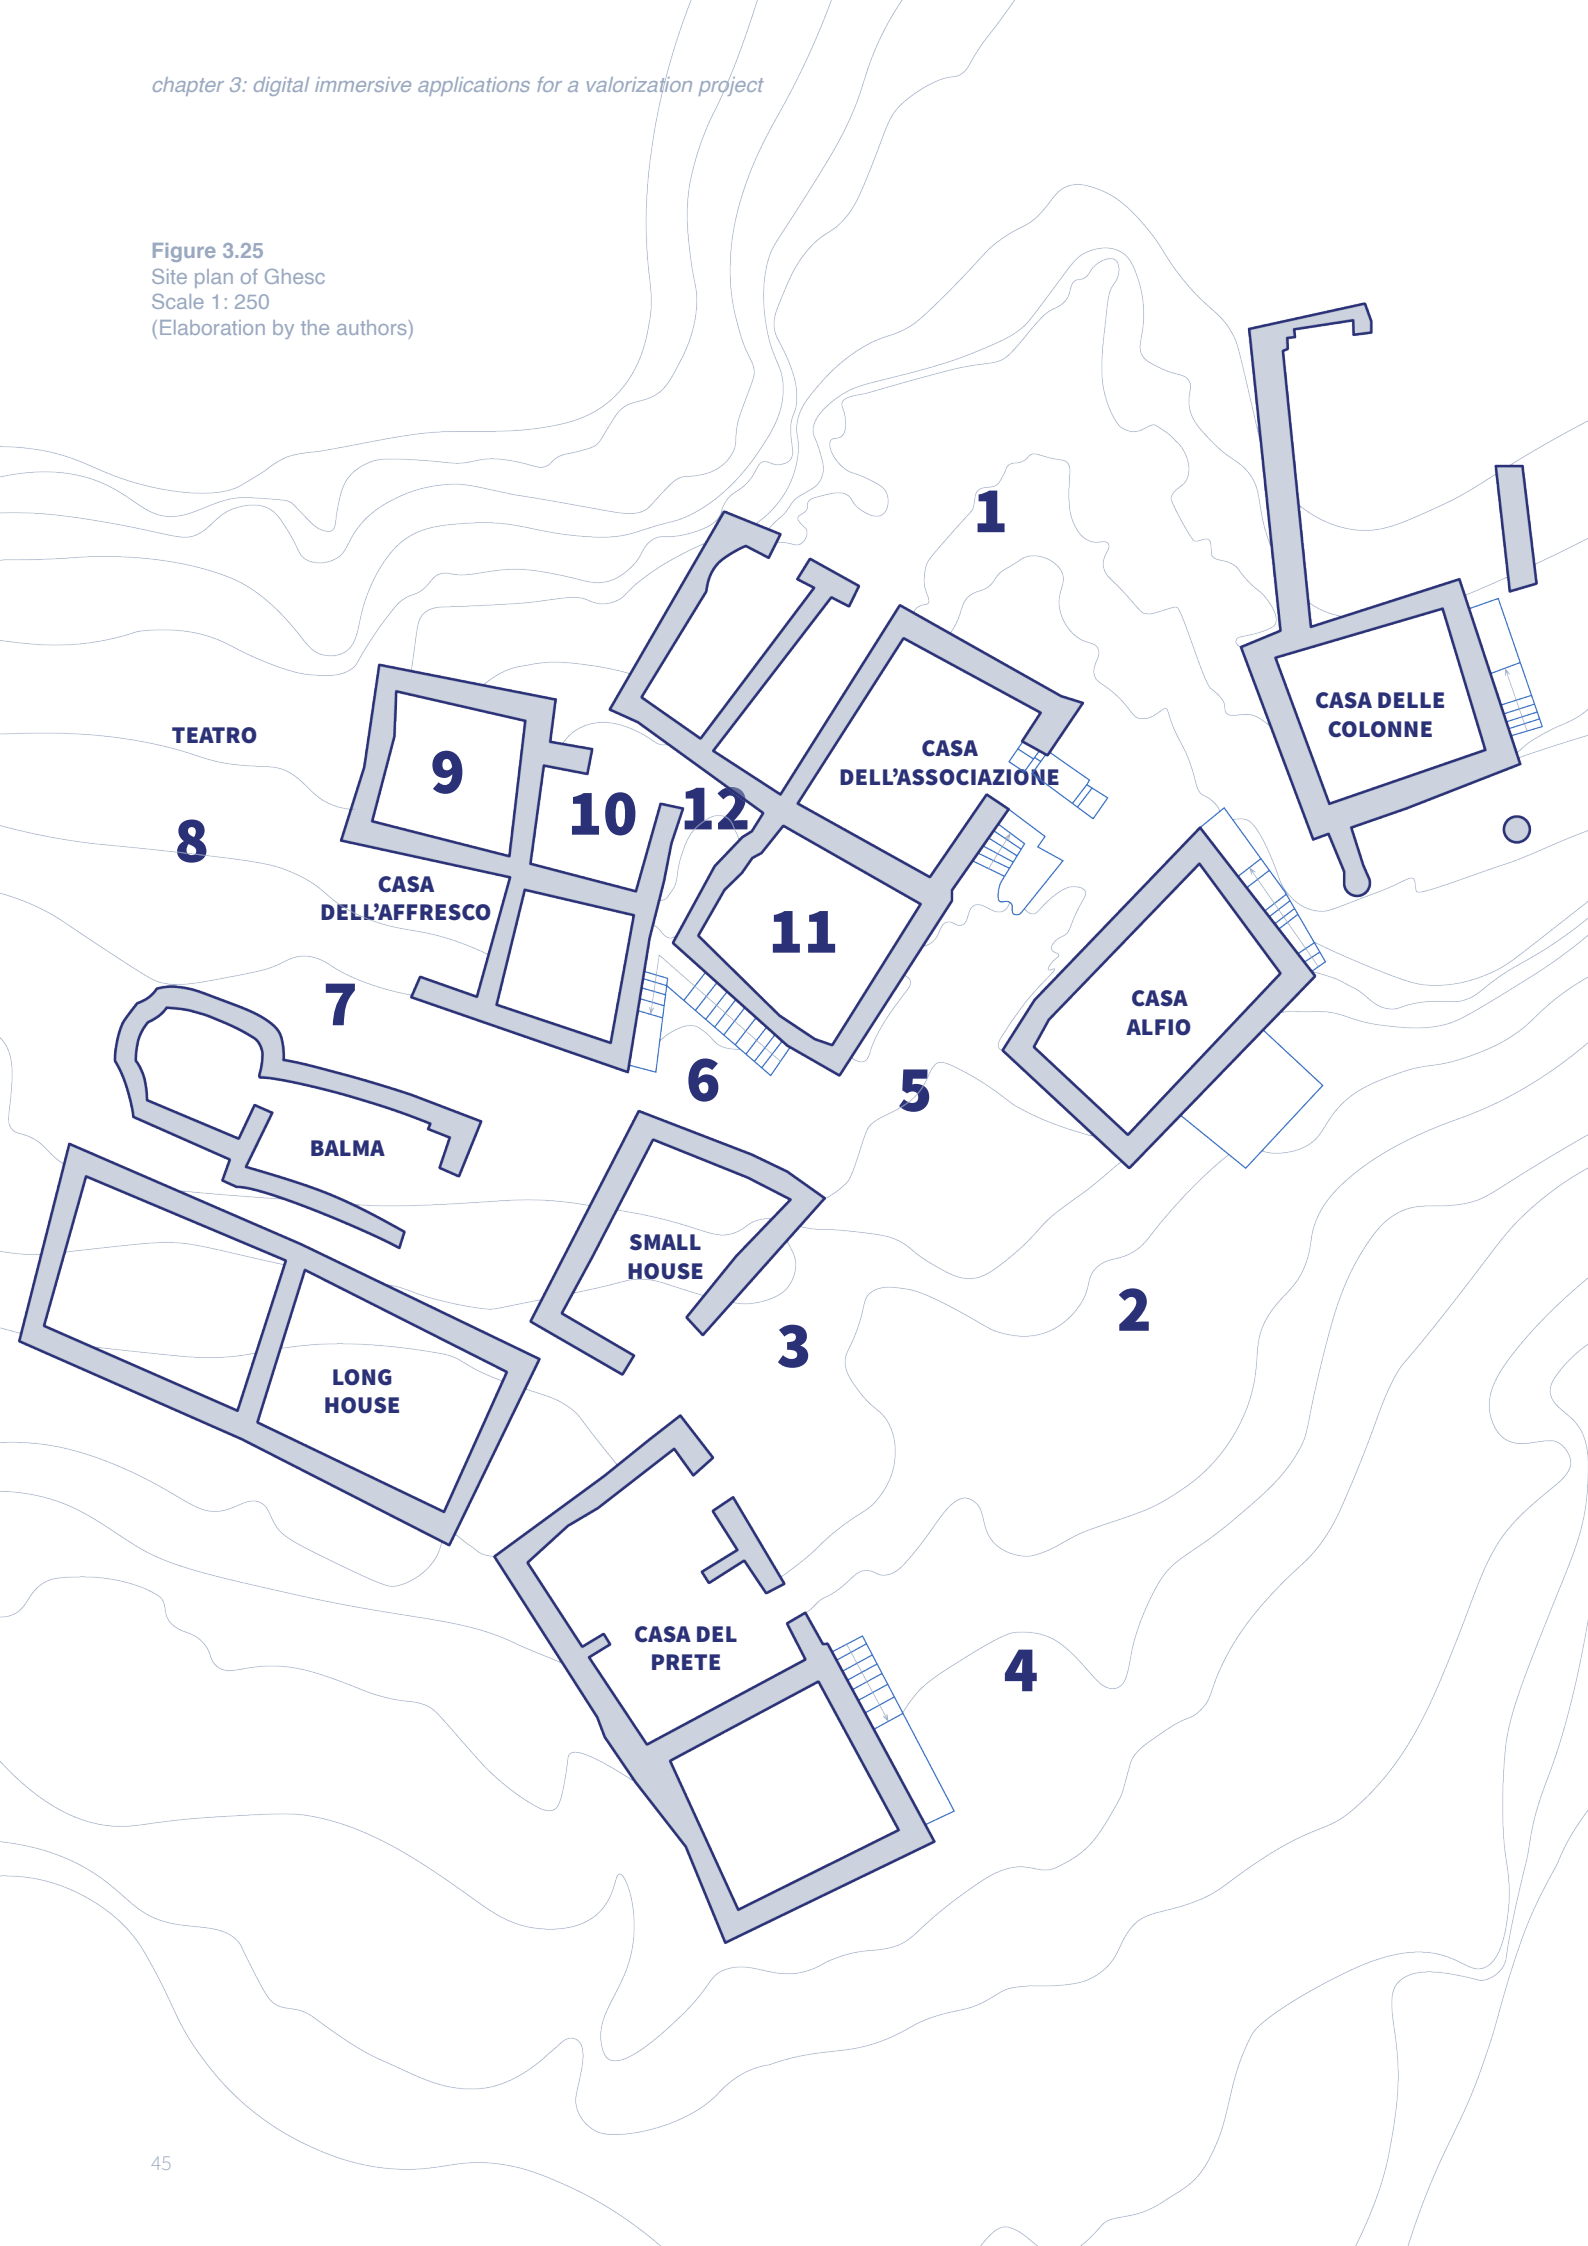 chapter 3: digital immersive applications for a valorization project
Figure 3.25
Site plan of Ghesc
Scale 1: 250
(Elaboration by the authors)
1
CASA DELLE
COLONNE
TEATRO
CASA
DELL'ASSOCIAZIONE
9
10
12
8
CASA
DELL'AFFRESCO
11
7
CASA
ALFIO
6
5
BALMA
SMALL
HOUSE
2
3
LONG
HOUSE
CASA DEL
PRETE
4
45